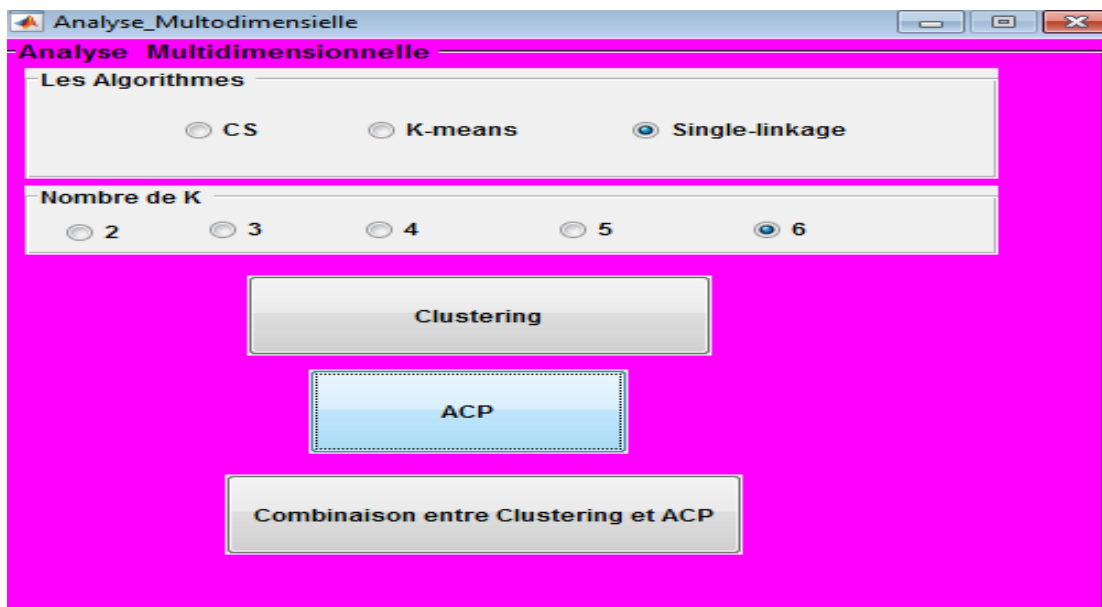 Analyse_Multodimensielle
Analyse Multidimensionnelle
Les Algorithmes
CS K-means Single-linkage
Nombre de K
2 3 4 5 6
Clustering
ACP
Combinaison entre Clustering et ACP